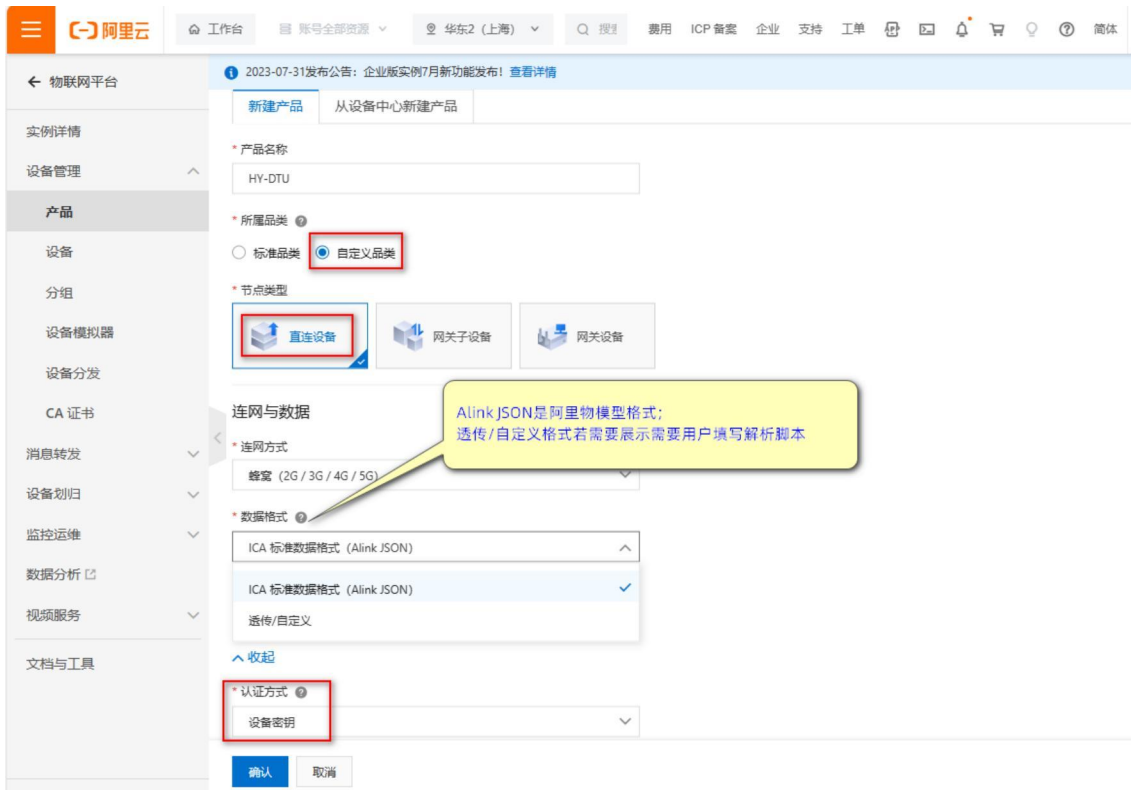 阿里云
工作台
账号全部资源
华东2（上海）
搜
费用
ICP 备案
企业
支持
工单
简体
物联网平台
2023-07-31发布公告：企业版实例7月新功能发布！查看详情
新建产品
从设备中心新建产品
实例详情
设备管理
产品
设备
分组
设备模拟器
设备分发
CA 证书
消息转发
设备划归
监控运维
数据分析
视频服务
文档与工具
* 产品名称
HY-DTU
* 所属品类
标准品类
自定义品类
* 节点类型
直连设备
网关子设备
网关设备
连网与数据
Alink JSON是阿里物模型格式；
透传/自定义格式若需要展示需要用户填写解析脚本
* 连网方式
蜂窝（2G / 3G / 4G / 5G）
* 数据格式
ICA 标准数据格式（Alink JSON）
ICA 标准数据格式（Alink JSON）
透传/自定义
收起
* 认证方式
设备密钥
确认
取消